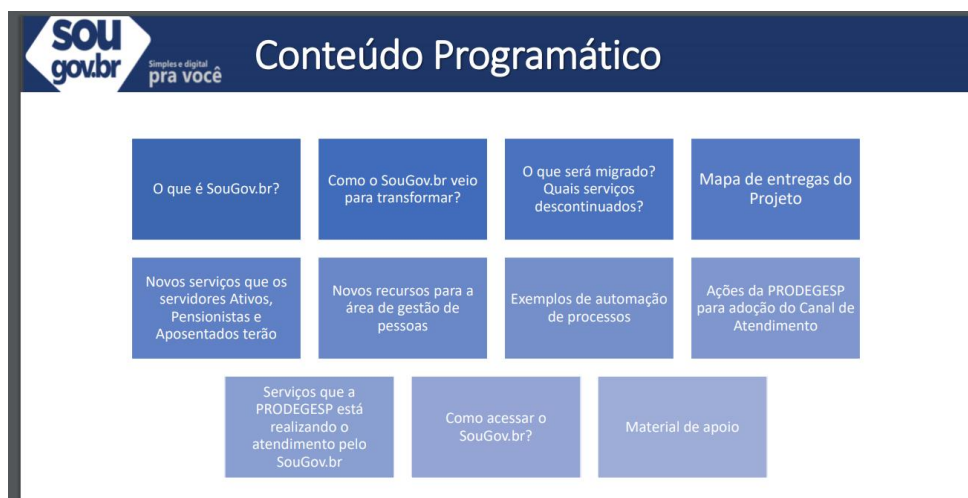 sou
gov.br
Simples e digital
pra você
Conteúdo Programático
O que é SouGov.br?
Como o SouGov.br veio
para transformar?
O que será migrado?
Quais serviços
descontinuados?
Mapa de entregas do
Projeto
Novos serviços que os
servidores Ativos,
Pensionistas e
Aposentados terão
Novos recursos para a
área de gestão de
pessoas
Exemplos de automação
de processos
Ações da PRODEGESP
para adoção do Canal de
Atendimento
Serviços que a
PRODEGESP está
realizando o
atendimento pelo
SouGov.br
Como acessar o
SouGov.br?
Material de apoio